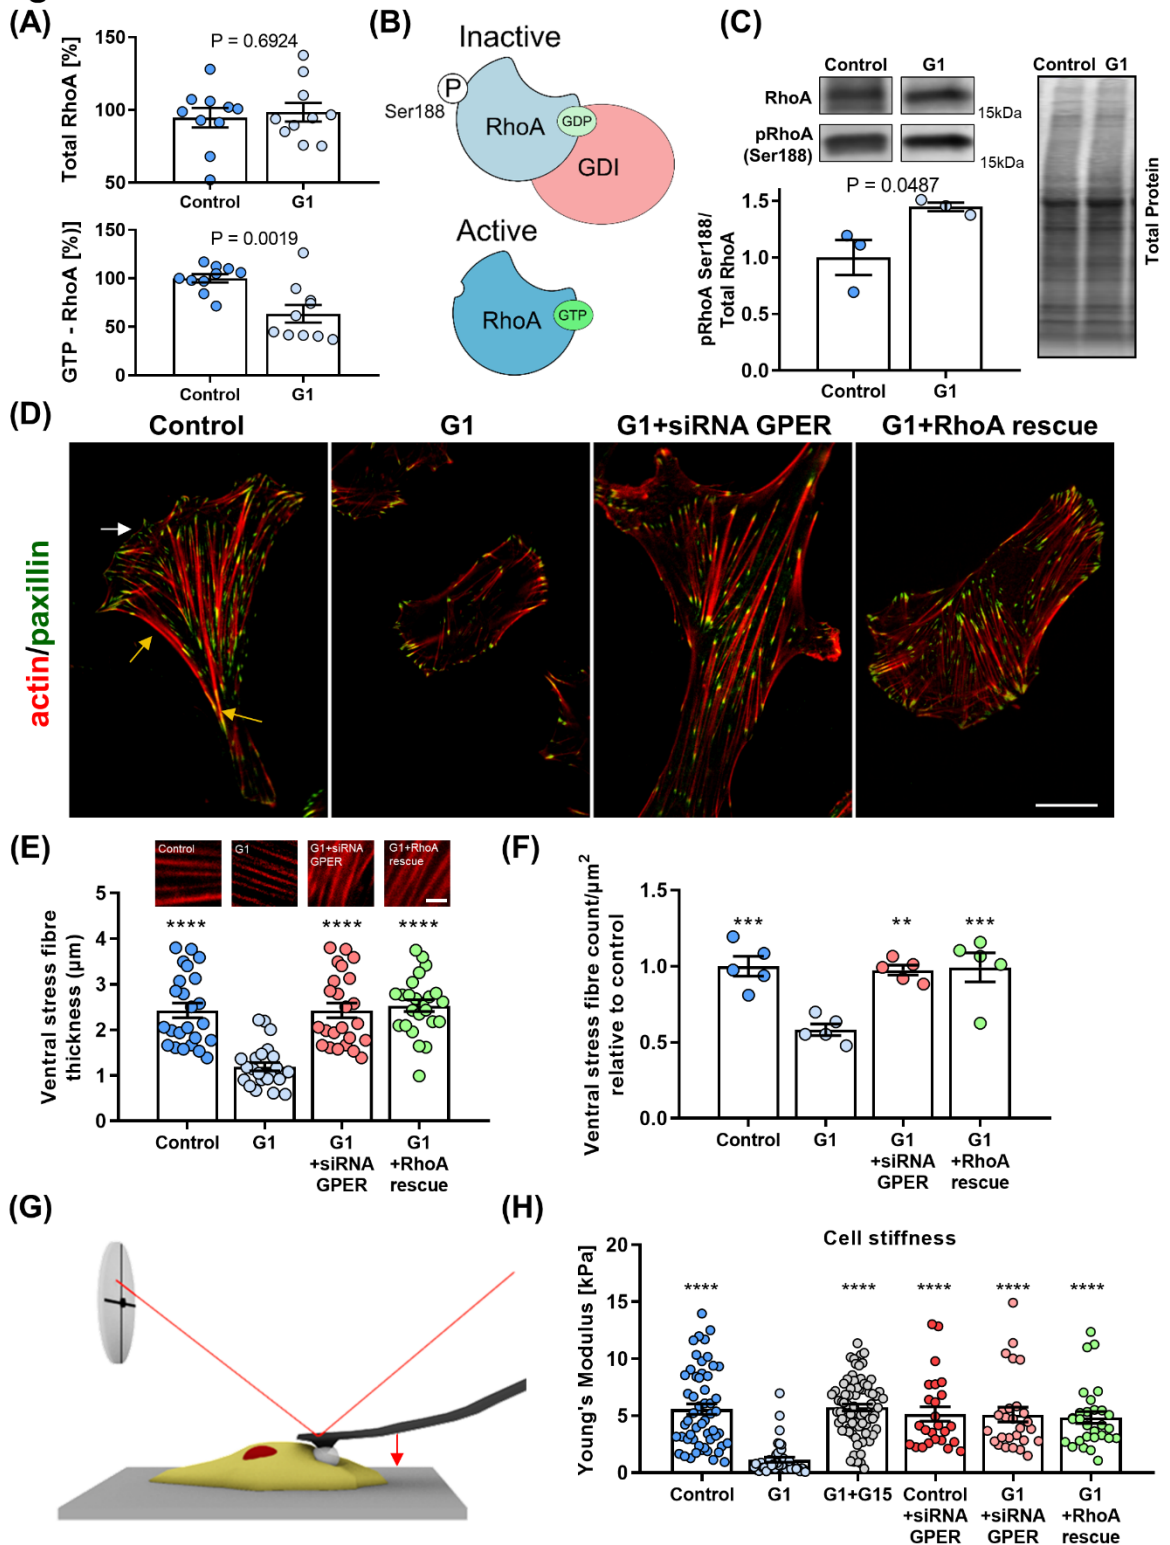 (A)
150
100
50
Total RhoA [%]
P = 0.6924
Control
G1
150
100
50
0
GTP - RhoA [%)]
P = 0.0019
Control
G1
(B)
Inactive
P
Ser188
RhoA
GDP
GDI
Active
RhoA
GTP
(C)
Control
G1
RhoA
15kDa
pRhoA
(Ser188)
15kDa
P = 0.0487
1.5
1.0
0.5
0.0
pRhoA Ser188/
Total RhoA
Control
G1
Control G1
Total Protein
(D)
Control
G1
G1+siRNA GPER
G1+RhoA rescue
actin/paxillin
(E)
Control
G1
G1+siRNA
GPER
G1+RhoA
rescue
5
4
3
2
1
0
Ventral stress fibre
thickness (µm)
****
****
****
Control
G1
G1
+siRNA
GPER
G1
+RhoA
rescue
(F)
1.5
1.0
0.5
0.0
Ventral stress fibre count/µm²
relative to control
***
**
***
Control
G1
G1
+siRNA
GPER
G1
+RhoA
rescue
(G)
(H)
Cell stiffness
20
15
10
5
0
Young's Modulus [kPa]
****
****
****
****
****
Control
G1
G1+G15
Control
+siRNA
GPER
G1
+siRNA
GPER
G1
+RhoA
rescue